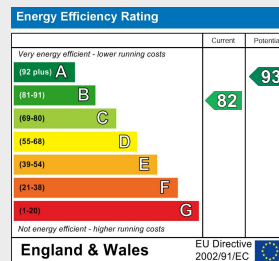 Energy Efficiency Rating
Current
Potentia
Very energy efficient - lower running costs
(92 plus) A
93
(81-91) B
82
(69-80) C
(55-68) D
(39-54) E
(21-38) F
(1-20) G
Not energy efficient - higher running costs
England & Wales
EU Directive
2002/91/EC